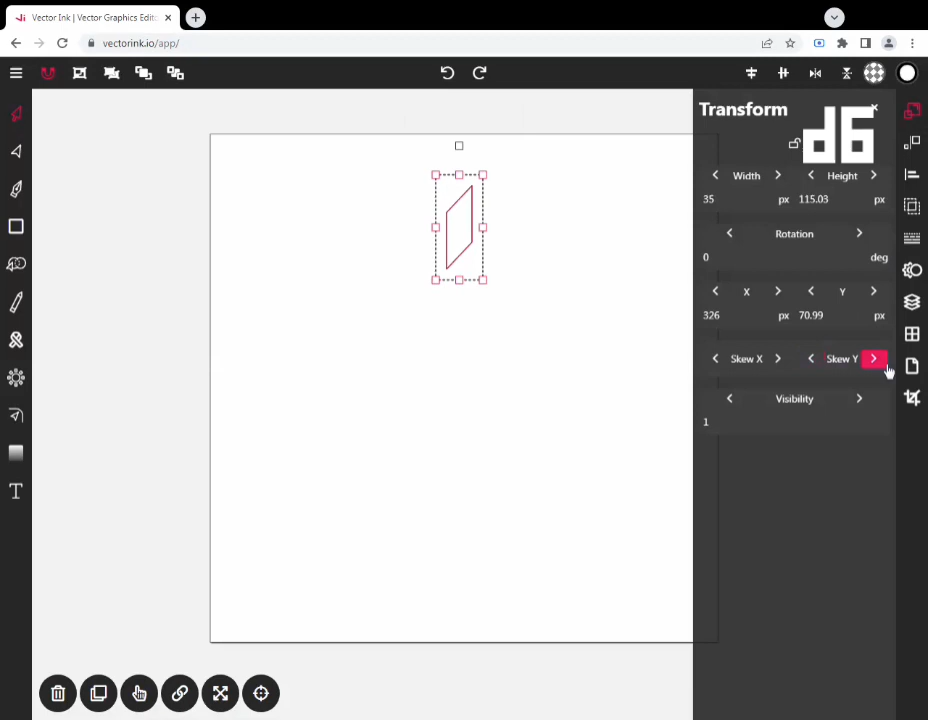 Vector Ink | Vector Graphics Edito
vectorink.io/app/
Transform
d6
Width Height
35 px 115.03 px
Rotation
0 deg
X Y
326 px 70.99 px
Skew X Skew Y
Visibility
1
T